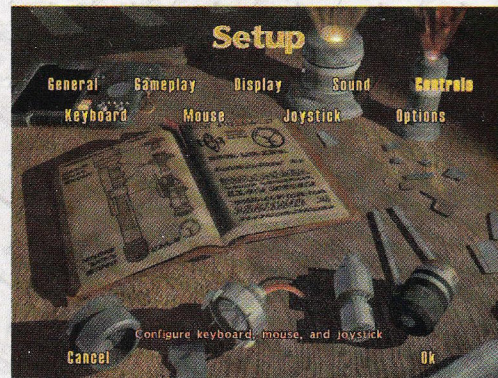 Setup
General Gameplay Display Sound Controls
Keyboard Mouse Joystick Options
Configure keyboard, mouse, and joystick
Cancel Ok